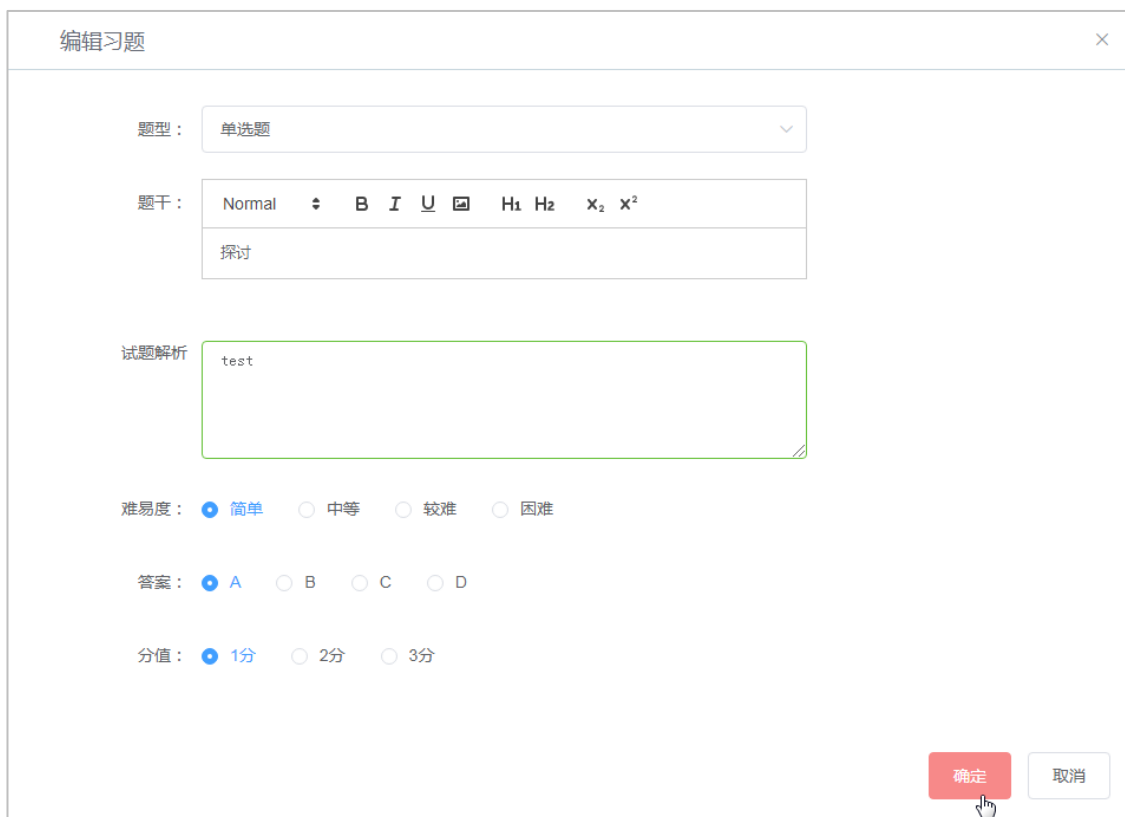 编辑习题
题型： 单选题
题干： Normal B I U H1 H2 X2 X²
探讨
试题解析 test
难易度： 简单 中等 较难 困难
答案： A B C D
分值： 1分 2分 3分
确定 取消